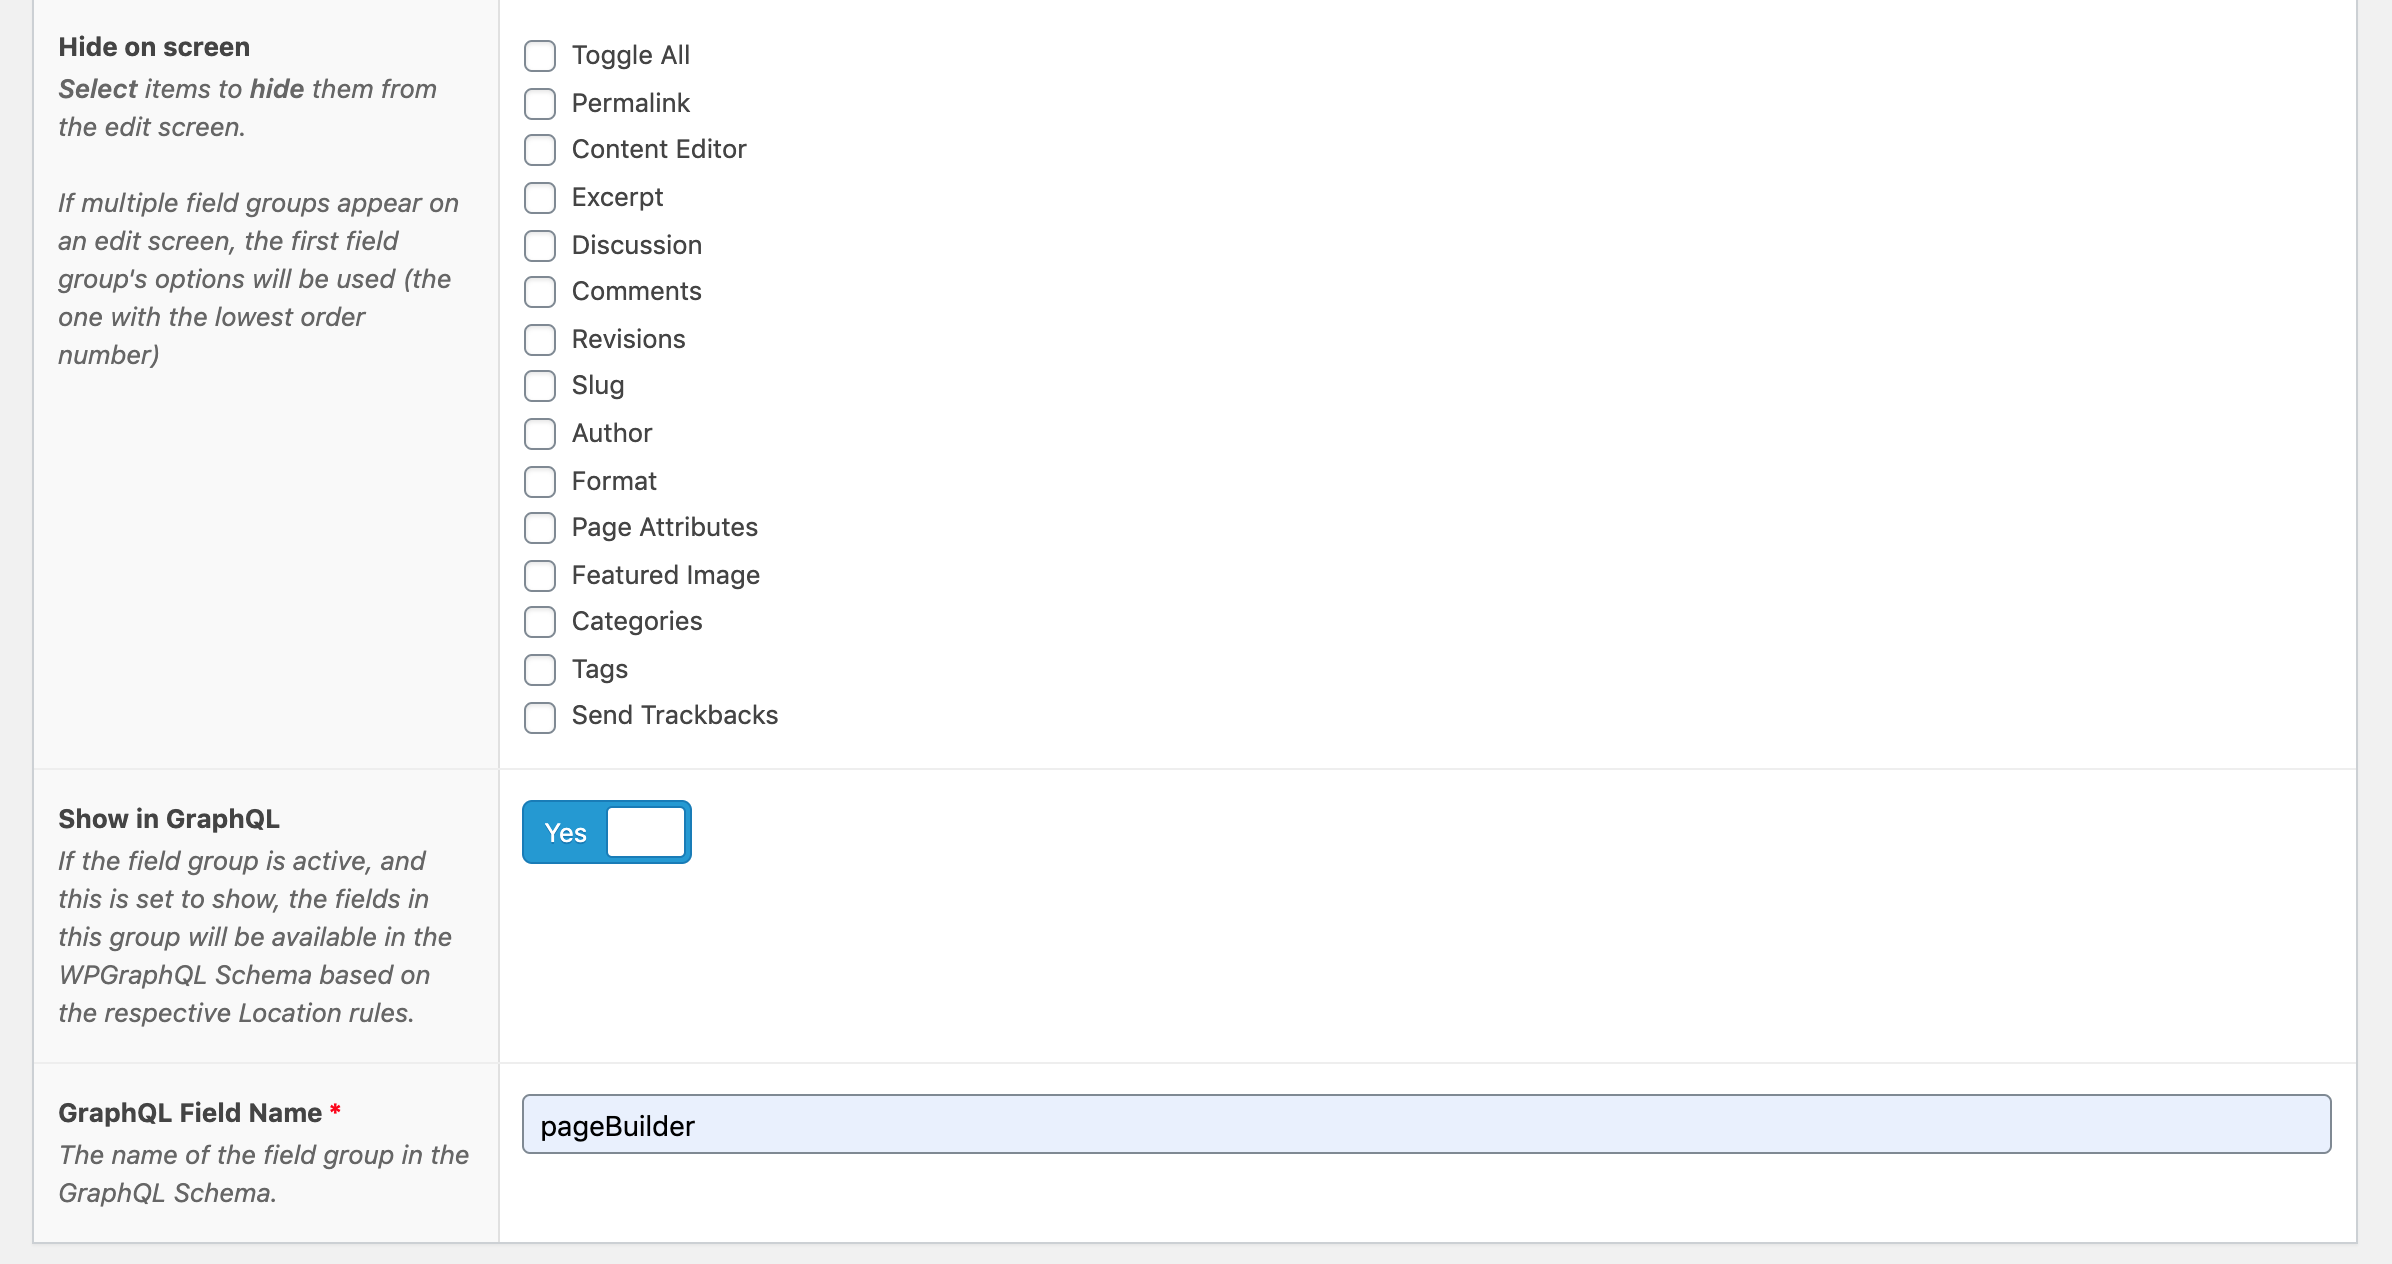 Hide on screen
Select items to hide them from
the edit screen.
If multiple field groups appear on
an edit screen, the first field
group's options will be used (the
one with the lowest order
number)
Toggle All
Permalink
Content Editor
Excerpt
Discussion
Comments
Revisions
Slug
Author
Format
Page Attributes
Featured Image
Categories
Tags
Send Trackbacks
Show in GraphQL
If the field group is active, and
this is set to show, the fields in
this group will be available in the
WPGraphQL Schema based on
the respective Location rules.
Yes
GraphQL Field Name *
The name of the field group in the
GraphQL Schema.
pageBuilder